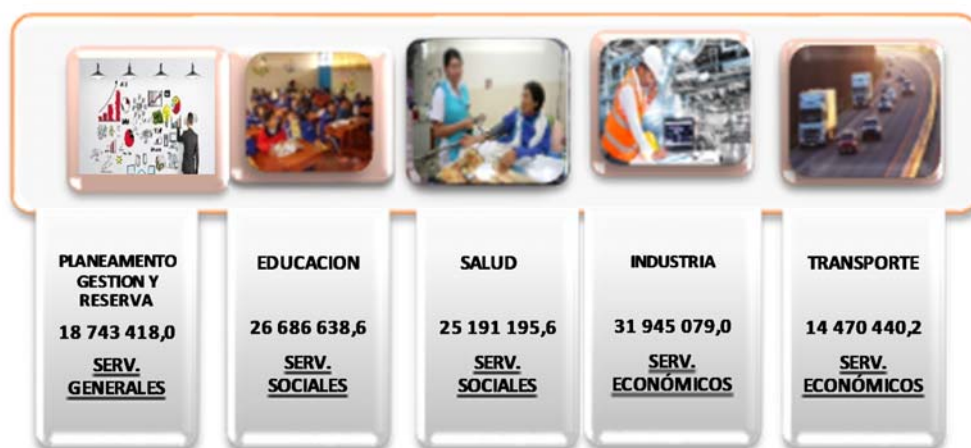 PLANEAMENTO
GESTION Y
RESERVA
18 743 418,0
SERV.
GENERALES
EDUCACION
26 686 638,6
SERV.
SOCIALES
SALUD
25 191 195,6
SERV.
SOCIALES
INDUSTRIA
31 945 079,0
SERV.
ECONÓMICOS
TRANSPORTE
14 470 440,2
SERV.
ECONÓMICOS